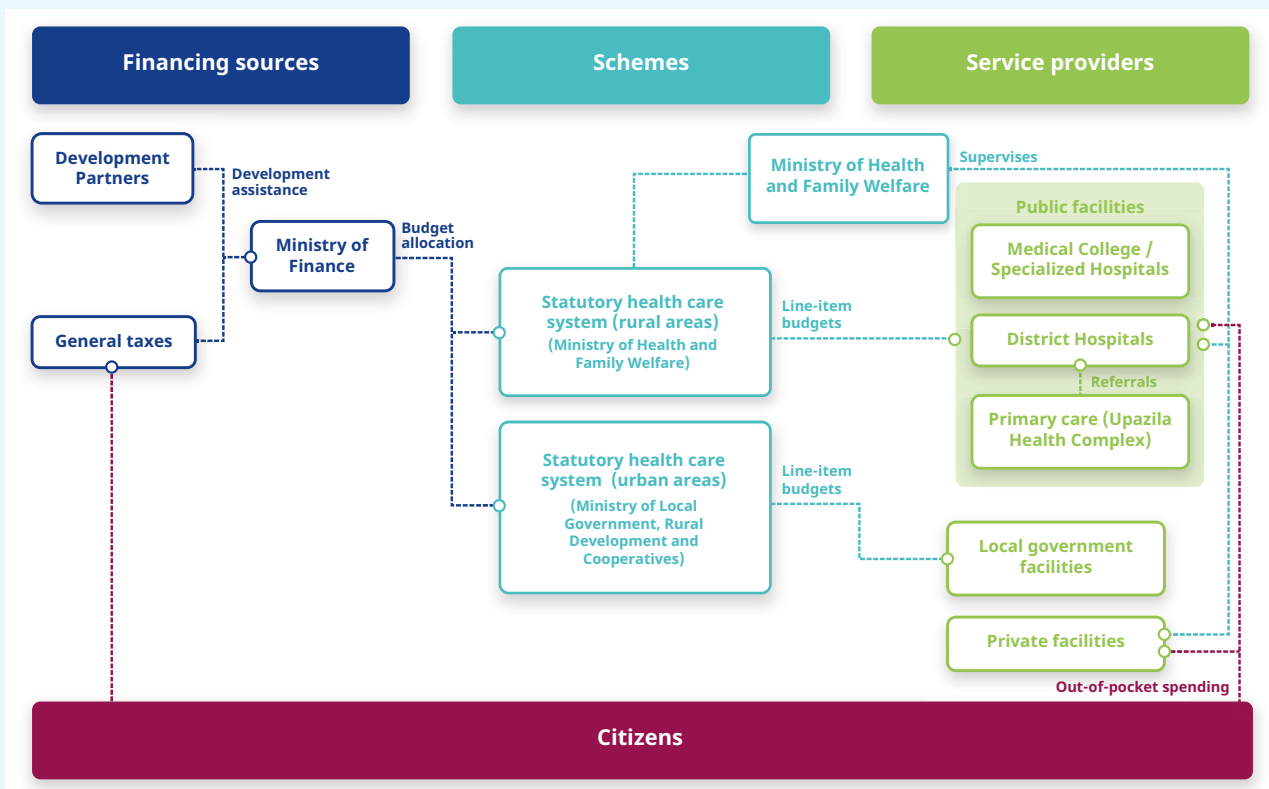 Financing sources
Schemes
Service providers
Development
Partners
Development
assistance
Ministry of
Finance
Budget
allocation
General taxes
Ministry of Health
and Family Welfare
Supervises
Statutory health care
system (rural areas)
(Ministry of Health and
Family Welfare)
Line-item
budgets
Statutory health care
system (urban areas)
(Ministry of Local
Government, Rural
Development and
Cooperatives)
Line-item
budgets
Public facilities
Medical College /
Specialized Hospitals
District Hospitals
Referrals
Primary care (Upazila
Health Complex)
Local government
facilities
Private facilities
Out-of-pocket spending
Citizens